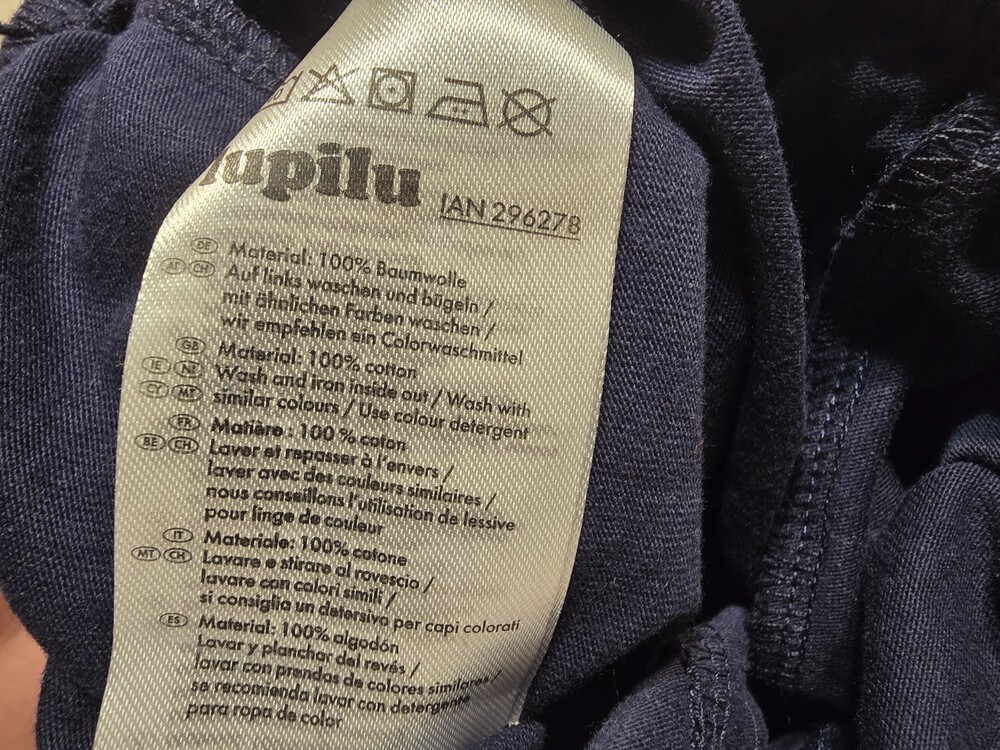 lupilu
IAN 296278
DE Material: 100% Baumwolle
AT CH Auf links waschen und bügeln /
mit ähnlichen Farben waschen /
wir empfehlen ein Colorwaschmittel
GB Material: 100% cotton
IE NE Wash and iron inside out / Wash with
CY MT similar colours / Use colour detergent
FR Matière : 100 % coton
BE CH Laver et repasser à l'envers /
laver avec des couleurs similaires /
nous conseillons l'utilisation de lessive
pour linge de couleur
IT Materiale: 100% cotone
MT CH Lavare e stirare al rovescio /
lavare con colori simili /
si consiglia un detersivo per capi colorati
ES Material: 100% algodón
Lavar y planchar del revés /
lavar con prendas de colores similares /
se recomienda lavar con detergente
para ropa de color